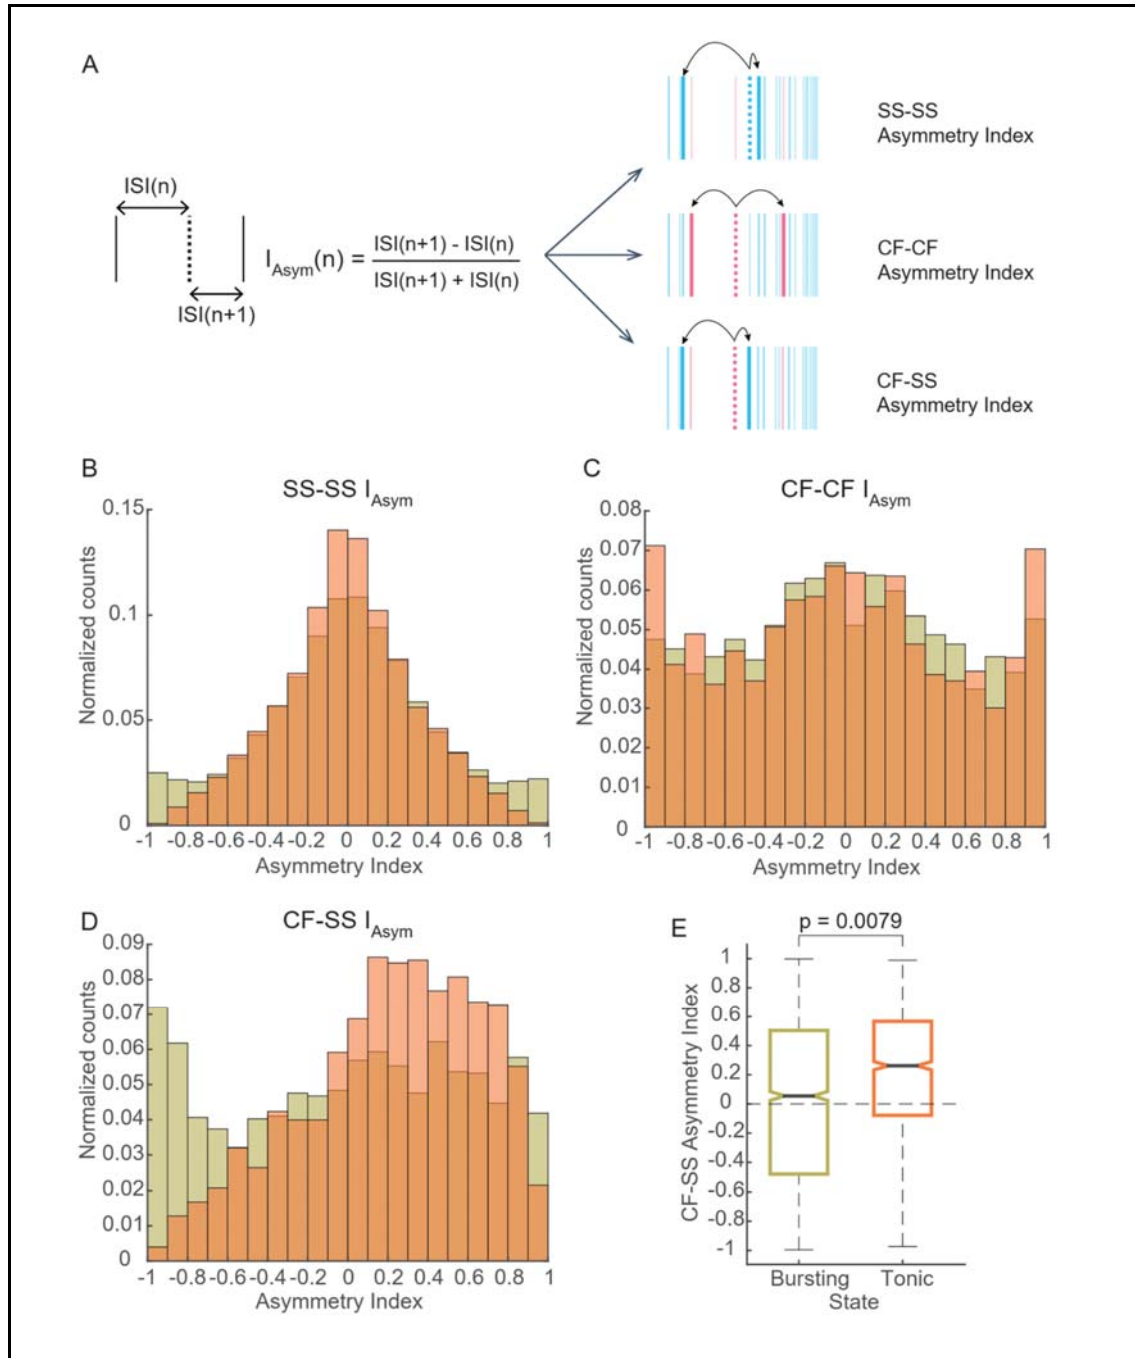 A
ISI(n)
ISI(n+1)
I_Asym(n) = ISI(n+1) - ISI(n)
ISI(n+1) + ISI(n)
SS-SS
Asymmetry Index
CF-CF
Asymmetry Index
CF-SS
Asymmetry Index
B
SS-SS I_Asym
Normalized counts
0.15
0.1
0.05
0
-1 -0.8 -0.6 -0.4 -0.2 0 0.2 0.4 0.6 0.8 1
Asymmetry Index
C
CF-CF I_Asym
Normalized counts
0.08
0.07
0.06
0.05
0.04
0.03
0.02
0.01
0
-1 -0.8 -0.6 -0.4 -0.2 0 0.2 0.4 0.6 0.8 1
Asymmetry Index
D
CF-SS I_Asym
Normalized counts
0.09
0.08
0.07
0.06
0.05
0.04
0.03
0.02
0.01
0
-1 -0.8 -0.6 -0.4 -0.2 0 0.2 0.4 0.6 0.8 1
Asymmetry Index
E
p = 0.0079
CF-SS Asymmetry Index
1
0.8
0.6
0.4
0.2
0
-0.2
-0.4
-0.6
-0.8
-1
Bursting Tonic
State